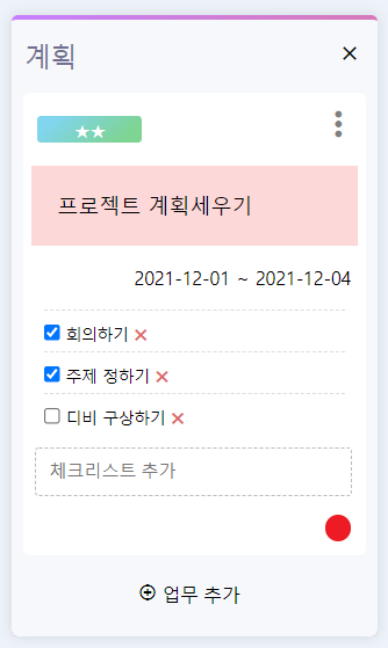 계획
★★
프로젝트 계획세우기
2021-12-01 ~ 2021-12-04
회의하기
주제 정하기
디비 구상하기
체크리스트 추가
업무 추가